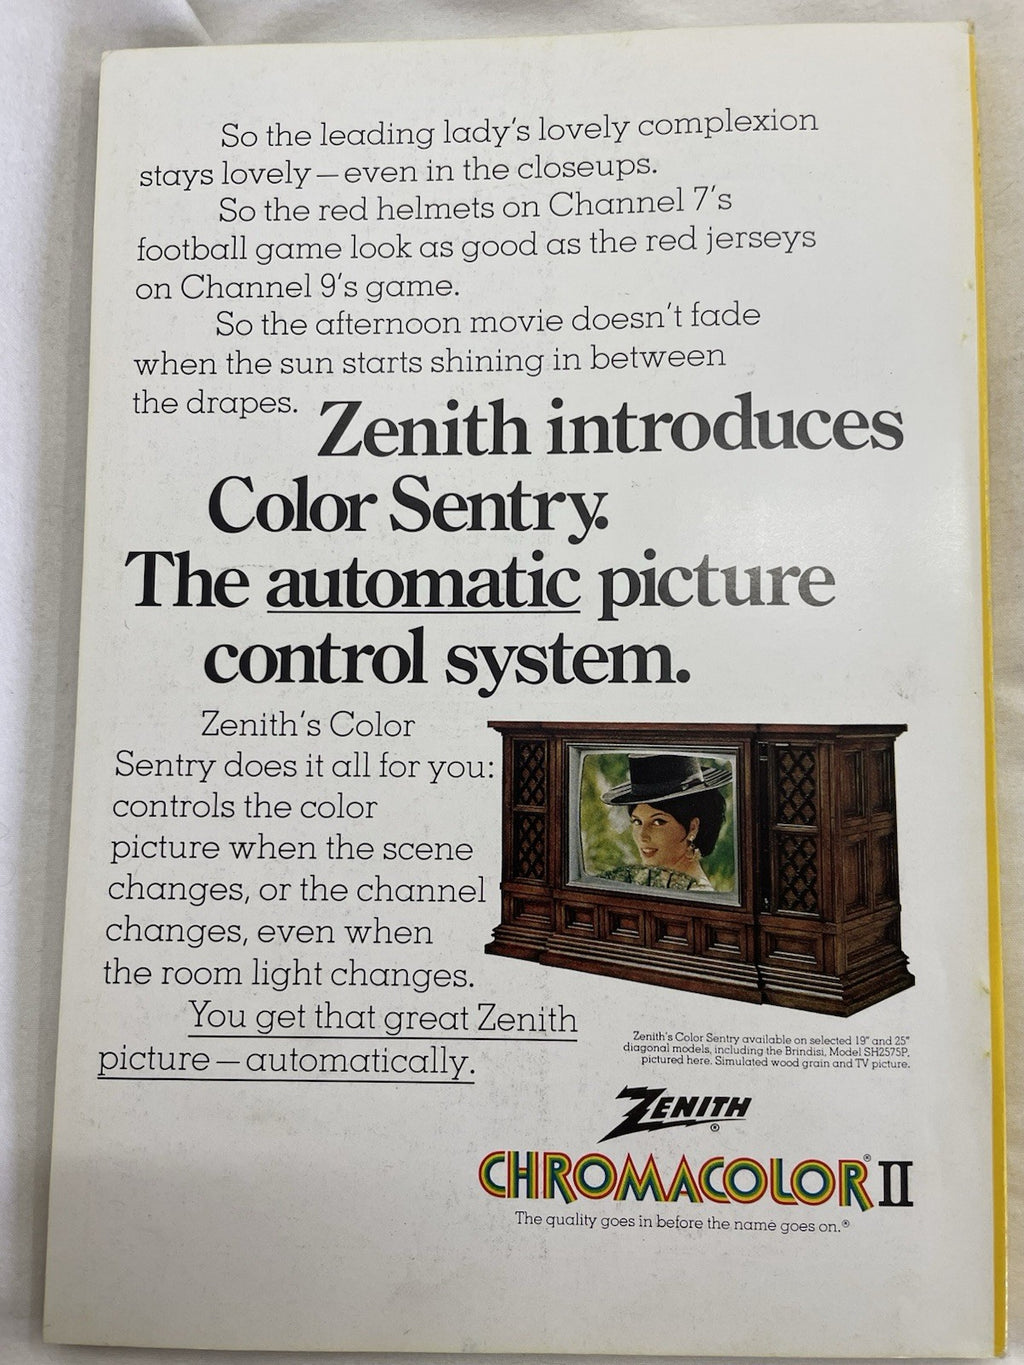 So the leading lady's lovely complexion
stays lovely—even in the closeups.
So the red helmets on Channel 7's
football game look as good as the red jerseys
on Channel 9's game.
So the afternoon movie doesn't fade
when the sun starts shining in between
the drapes. Zenith introduces
Color Sentry.
The automatic picture
control system.
Zenith's Color
Sentry does it all for you:
controls the color
picture when the scene
changes, or the channel
changes, even when
the room light changes.
You get that great Zenith
picture—automatically.
Zenith's Color Sentry available on selected 19" and 25"
diagonal models, including the Brindisi, Model SH2575P,
pictured here. Simulated wood grain and TV picture.
ZENITH®
CHROMACOLOR® II
The quality goes in before the name goes on.®